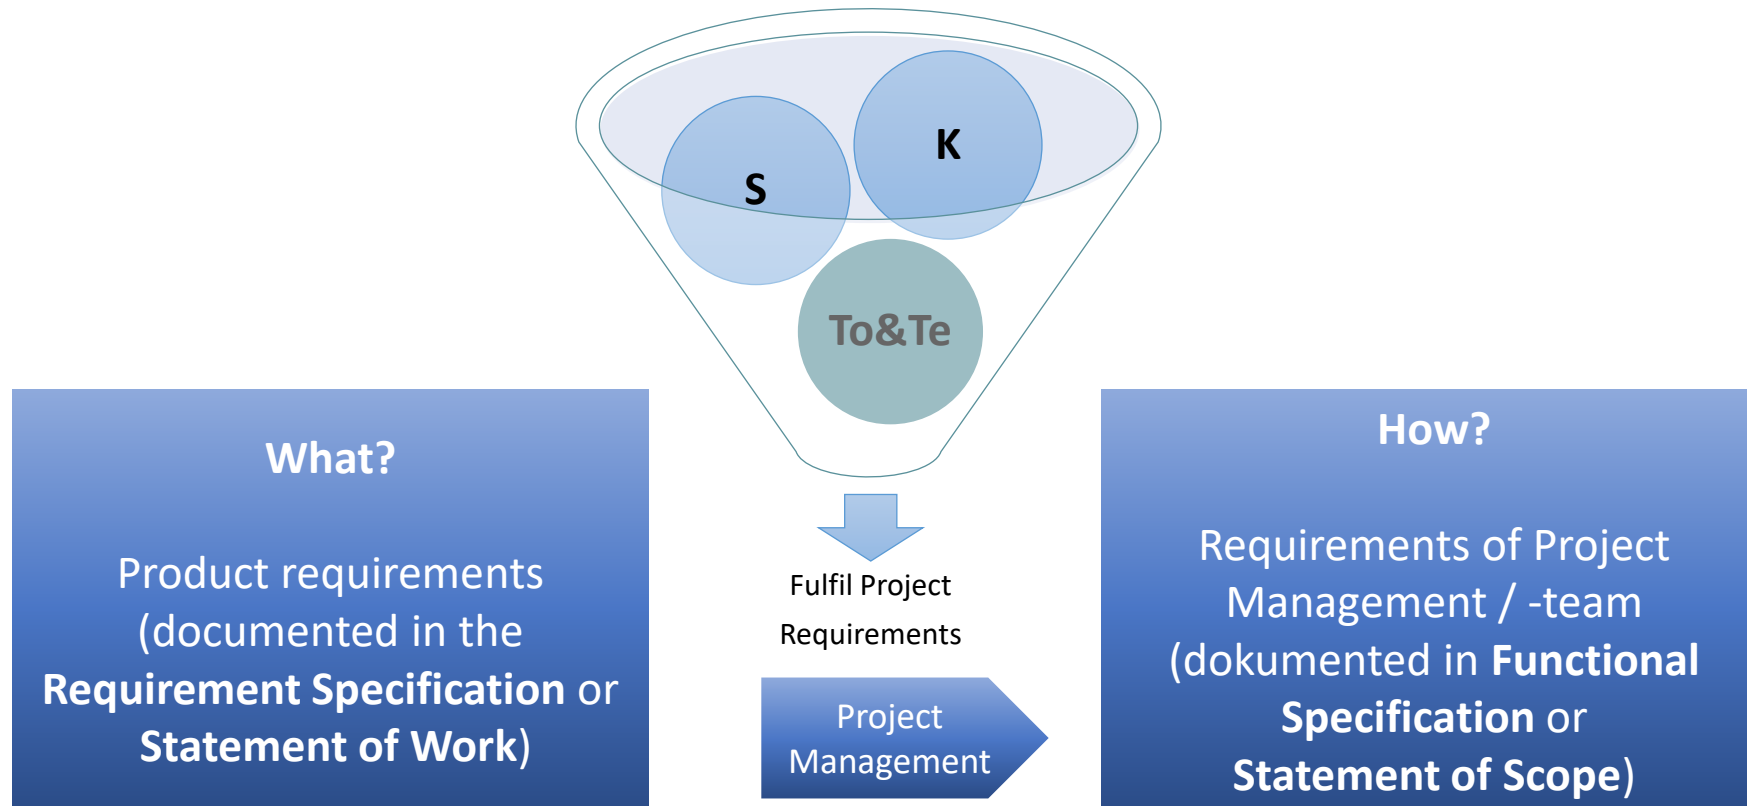 K
S
To&Te
What?
Product requirements
(documented in the
Requirement Specification or
Statement of Work)
Fulfil Project
Requirements
Project
Management
How?
Requirements of Project
Management / -team
(dokumented in Functional
Specification or
Statement of Scope)